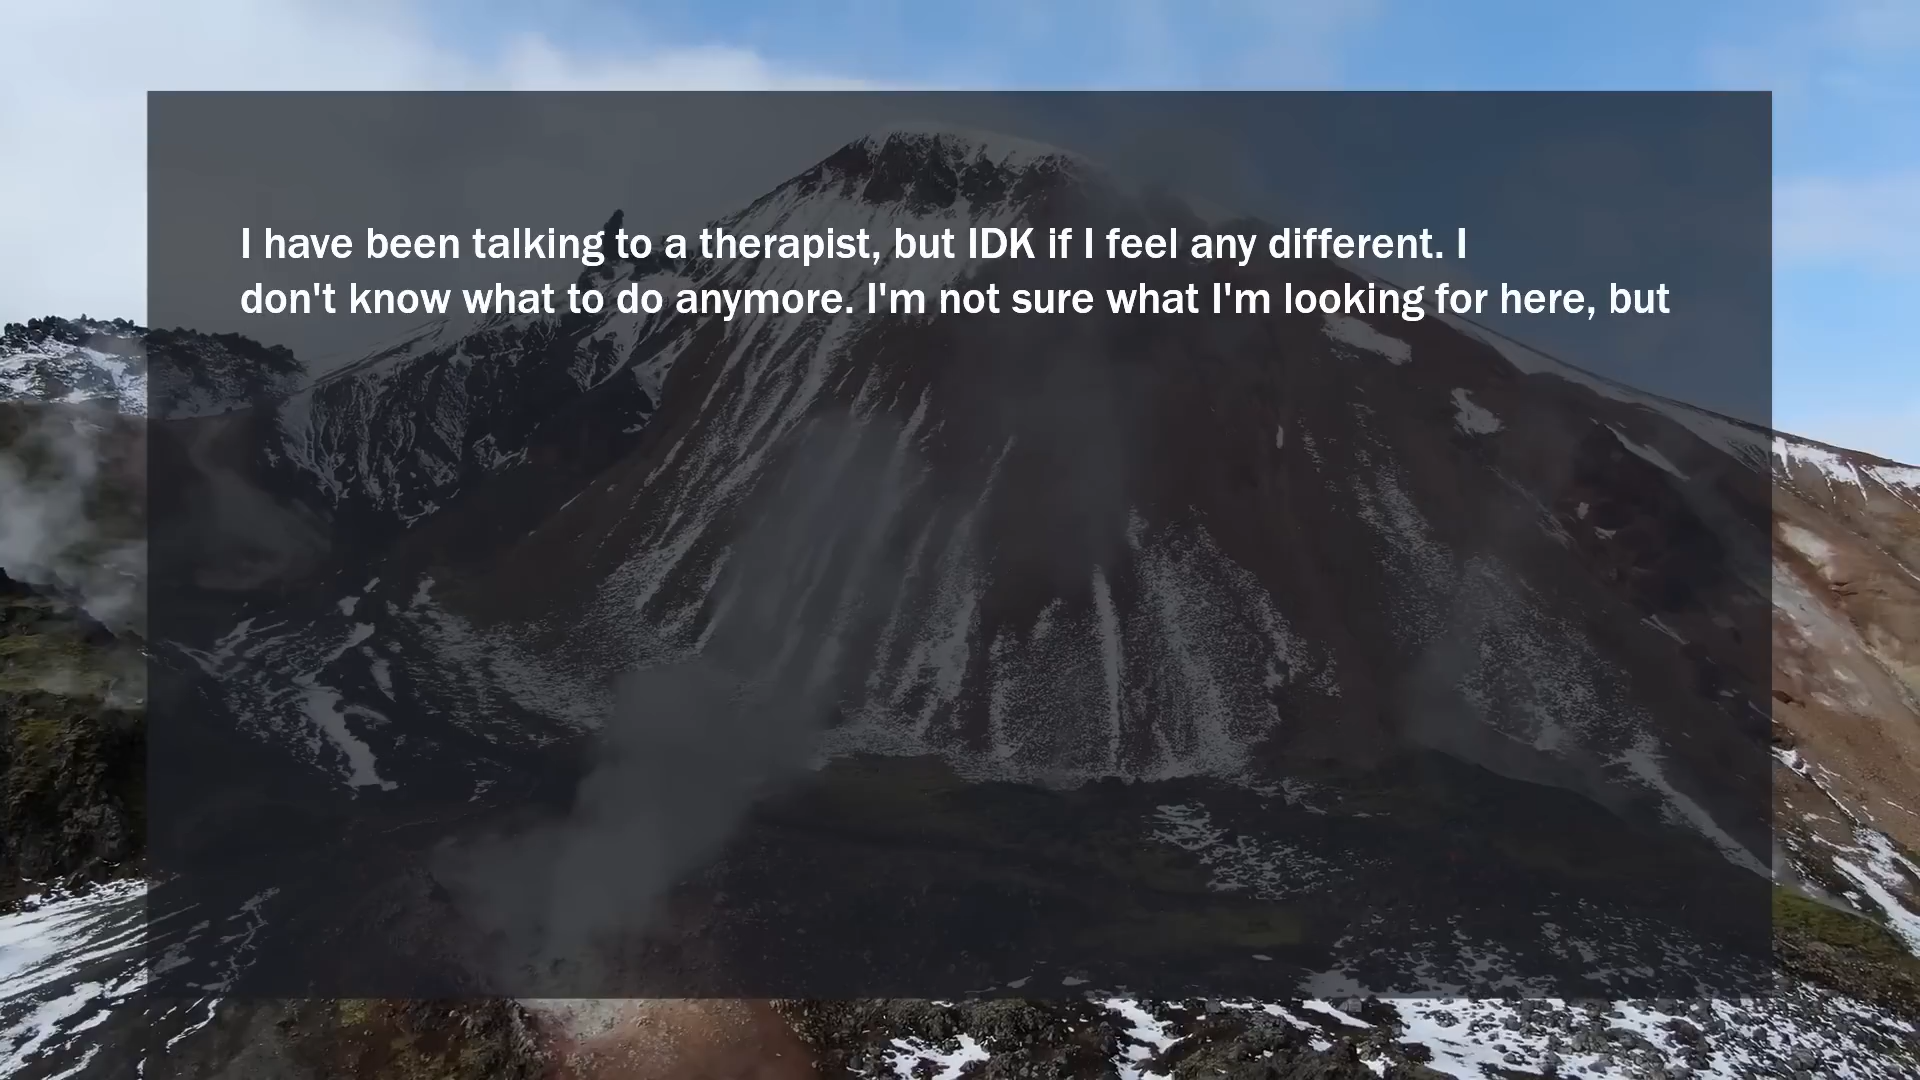 I have been talking to a therapist, but IDK if I feel any different. I
don't know what to do anymore. I'm not sure what I'm looking for here, but